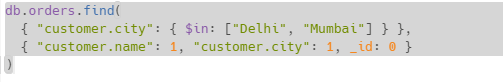 db.orders.find(
  { "customer.city": { $in: ["Delhi", "Mumbai"] } },
  { "customer.name": 1, "customer.city": 1, _id: 0 }
)